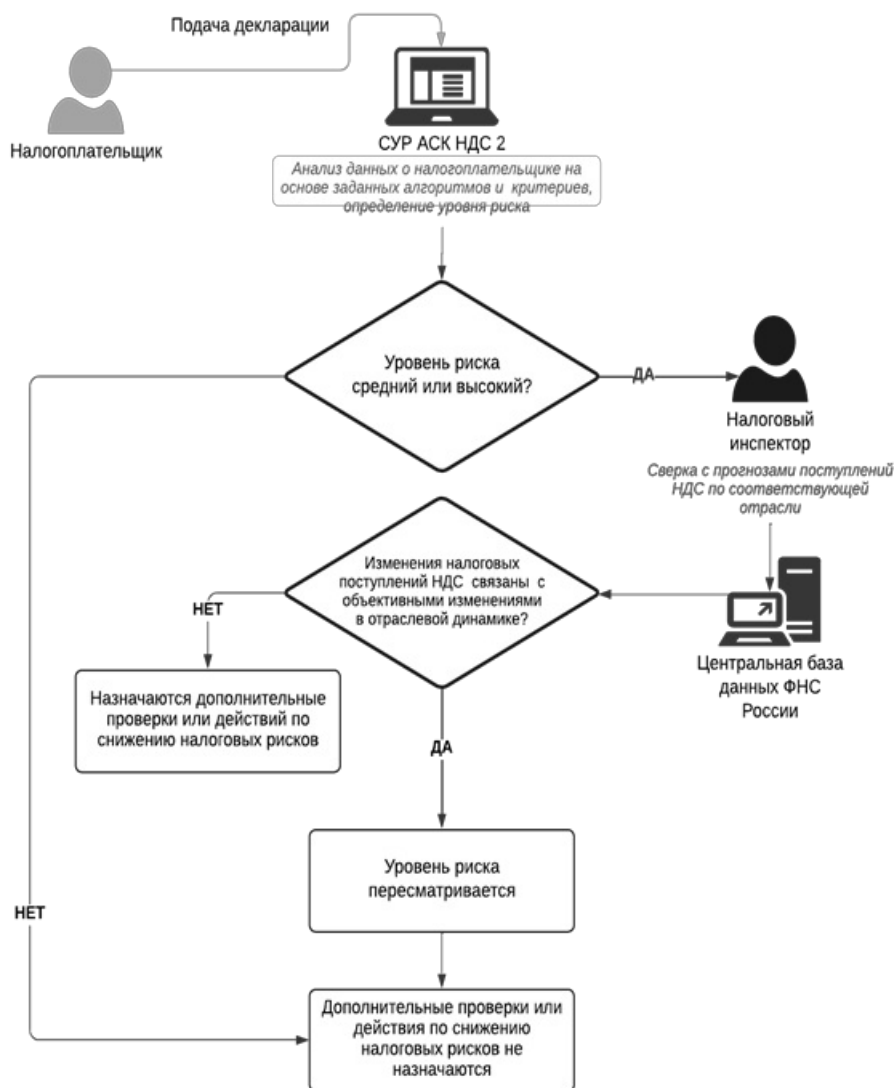 Подача декларации
Налогоплательщик
СУР АСК НДС 2
Анализ данных о налогоплательщике на
основе заданных алгоритмов и критериев,
определение уровня риска
Уровень риска
средний или высокий?
ДА
Налоговый
инспектор
Сверка с прогнозами поступлений
НДС по соответствующей
отрасли
Изменения налоговых
поступлений НДС связаны с
объективными изменениями
в отраслевой динамике?
НЕТ
Центральная база
данных ФНС
России
Назначаются дополнительные
проверки или действий по
снижению налоговых рисков
ДА
Уровень риска
пересматривается
НЕТ
Дополнительные проверки или
действия по снижению
налоговых рисков не
назначаются